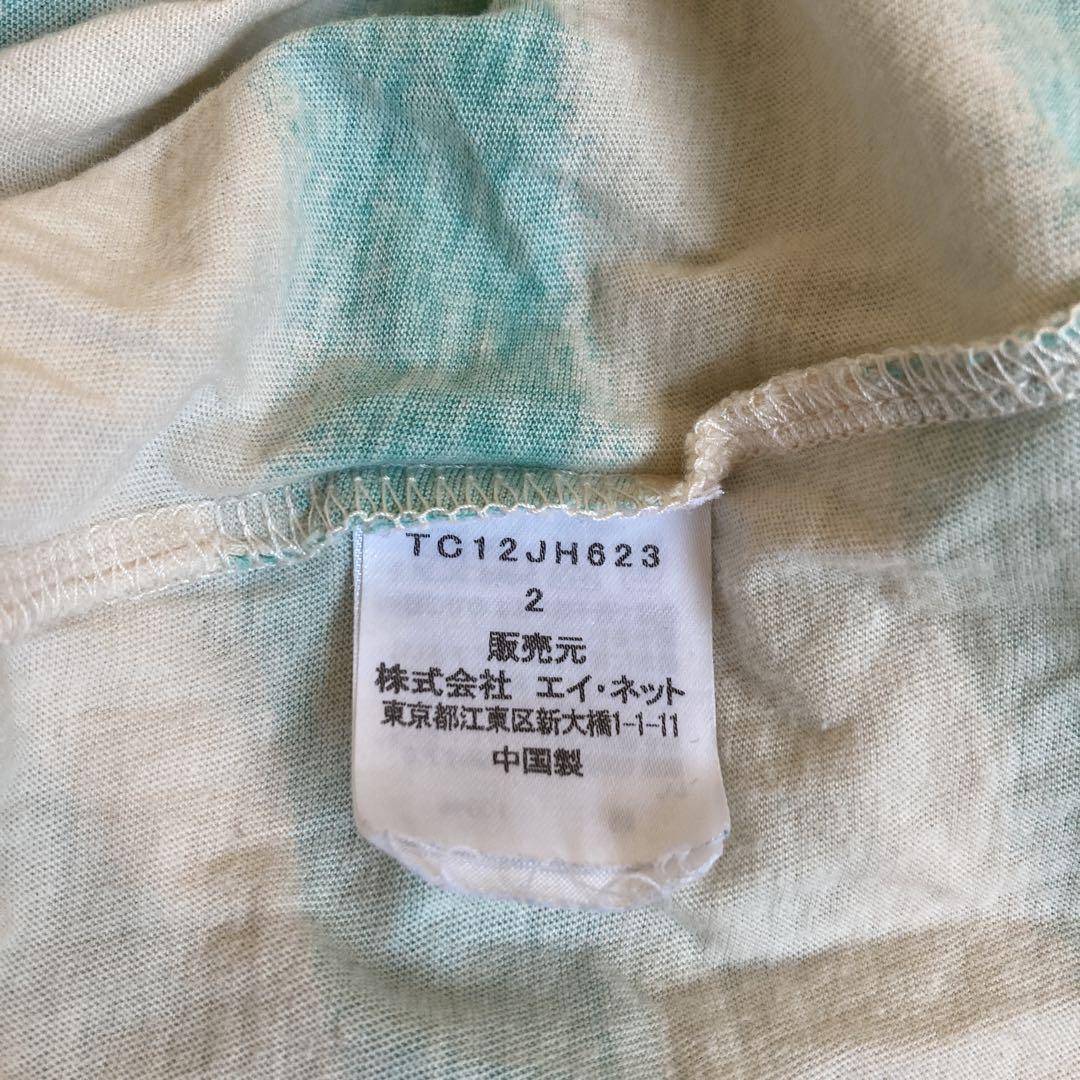 TC12JH623
2
販売元
株式会社 エイ・ネット
東京都江東区新大橋1-1-11
中国製